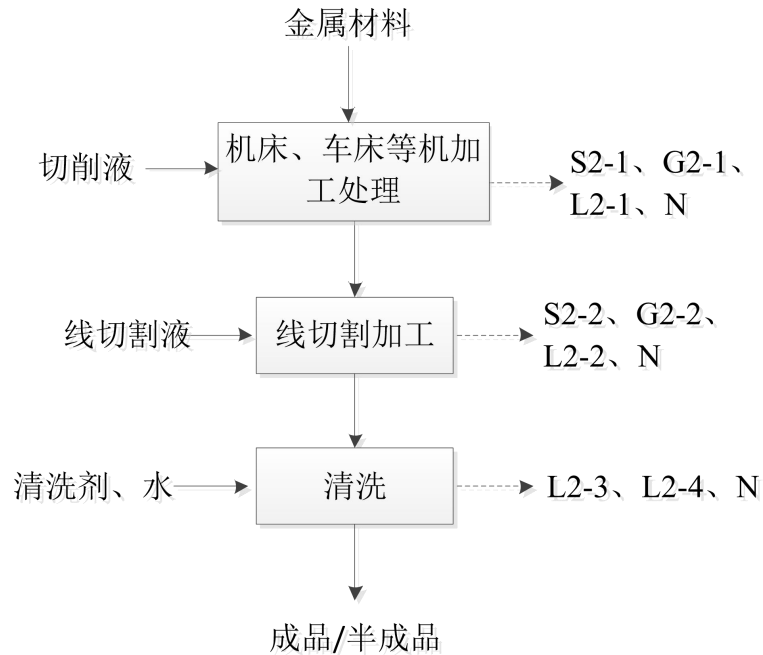 金属材料
切削液
机床、车床等机加
工处理
S2-1、G2-1、
L2-1、N
线切割液
线切割加工
S2-2、G2-2、
L2-2、N
清洗剂、水
清洗
L2-3、L2-4、N
成品/半成品